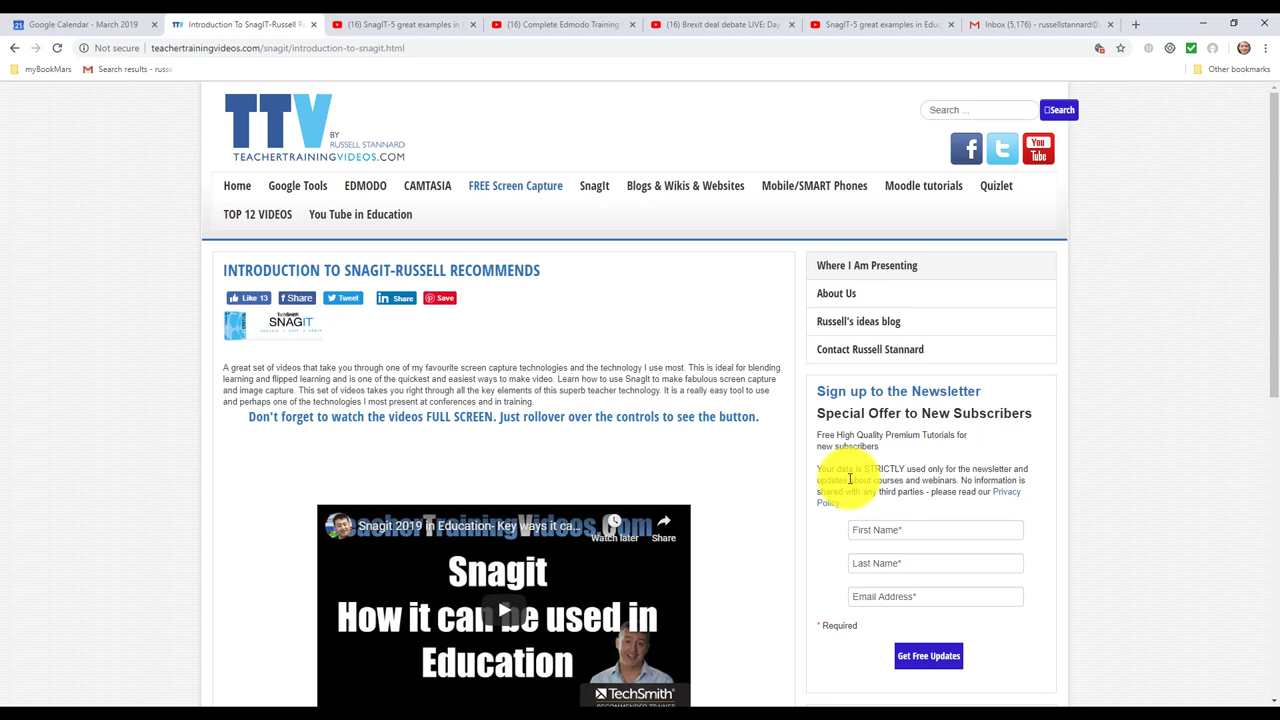 Google Calendar - March 2019
Introduction To SnagIT-Russell R
(16) SnagIT-5 great examples in E
(16) Complete Edmodo Training
(16) Brexit deal debate LIVE: Day
SnagIT-5 great examples in Educ
Inbox (5,176) - russellstannard@
Not secure
teachertrainingvideos.com/snagit/introduction-to-snagit.html
myBookMars
Search results - russe
Other bookmarks
TTV
BY
RUSSELL STANNARD
TEACHERTRAININGVIDEOS.COM
Search ...
Search
You
Tube
Home
Google Tools
EDMODO
CAMTASIA
FREE Screen Capture
SnagIt
Blogs & Wikis & Websites
Mobile/SMART Phones
Moodle tutorials
Quizlet
TOP 12 VIDEOS
You Tube in Education
INTRODUCTION TO SNAGIT-RUSSELL RECOMMENDS
Like 13
Share
Tweet
Share
Save
TechSmith
SNAGIT
A great set of videos that take you through one of my favourite screen capture technologies and the technology I use most. This is ideal for blending
learning and flipped learning and is one of the quickest and easiest ways to make video. Learn how to use SnagIt to make fabulous screen capture
and image capture. This set of videos takes you right through all the key elements of this superb teacher technology. It is a really easy tool to use
and perhaps one of the technologies I most present at conferences and in training.
Don't forget to watch the videos FULL SCREEN. Just rollover over the controls to see the button.
Snagit 2019 in Education- Key ways it ca...
Watch later
Share
Snagit
How it can be used in
Education
TechSmith
RECOMMENDED TRAINER
Where I Am Presenting
About Us
Russell's ideas blog
Contact Russell Stannard
Sign up to the Newsletter
Special Offer to New Subscribers
Free High Quality Premium Tutorials for
new subscribers
Your data is STRICTLY used only for the newsletter and
updates about courses and webinars. No information is
shared with any third parties - please read our Privacy
Policy.
First Name*
Last Name*
Email Address*
* Required
Get Free Updates